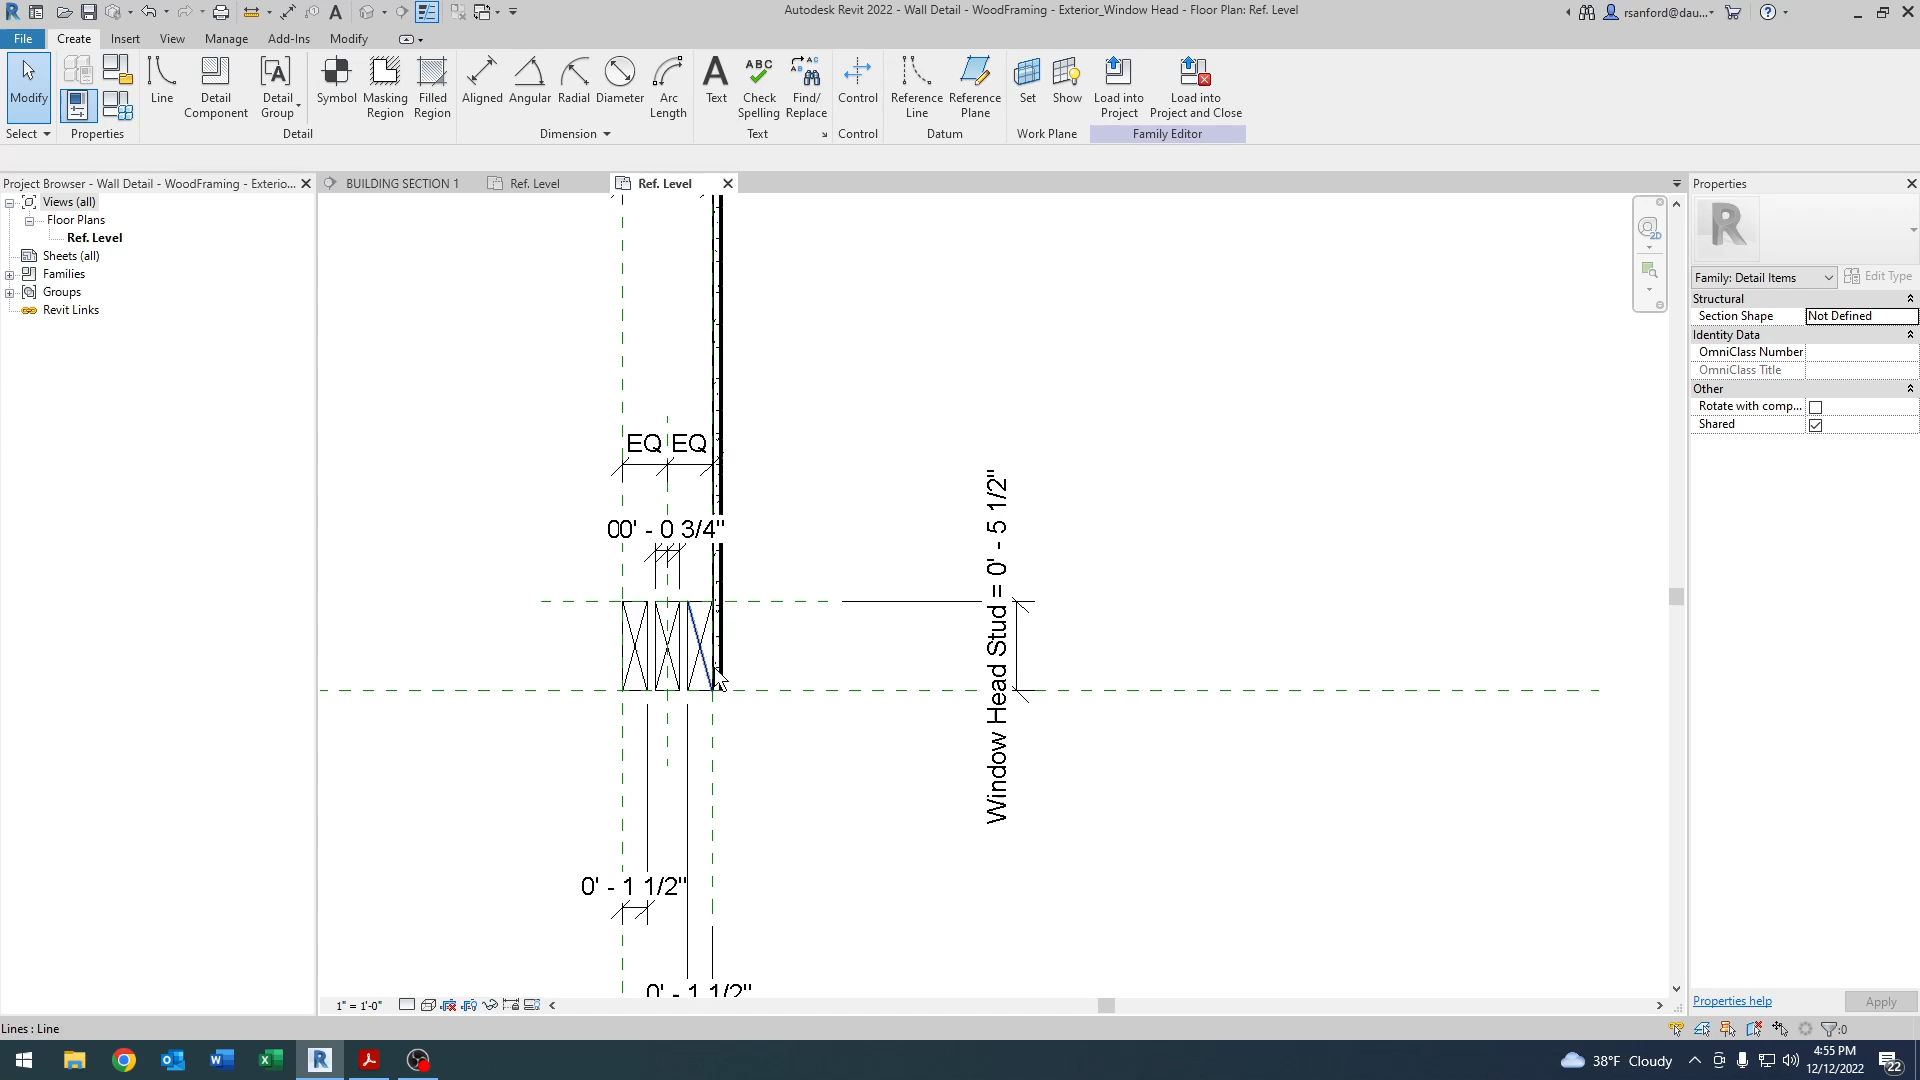 Autodesk Revit 2022 - Wall Detail - WoodFraming - Exterior_Window Head - Floor Plan: Ref. Level
rsanford@dau...
File Create Insert View Manage Add-Ins Modify
Modify
Line
Detail Component
Detail Group
Symbol
Masking Region
Filled Region
Aligned
Angular
Radial
Diameter
Arc Length
Text
Check Spelling
Find/ Replace
Control
Reference Line
Reference Plane
Set
Show
Load into Project
Load into Project and Close
Select
Properties
Detail
Dimension
Text
Control
Datum
Work Plane
Family Editor
Project Browser - Wall Detail - WoodFraming - Exterio...
BUILDING SECTION 1
Ref. Level
Ref. Level
Properties
Views (all)
Floor Plans
Ref. Level
Sheets (all)
Families
Groups
Revit Links
2D
EQ EQ
00' - 0 3/4"
Window Head Stud = 0' - 5 1/2"
0' - 1 1/2"
0' - 1 1/2"
Family: Detail Items
Edit Type
Structural
Section Shape Not Defined
Identity Data
OmniClass Number
OmniClass Title
Other
Rotate with comp...
Shared
Properties help
Apply
1" = 1'-0"
Lines : Line
:0
38°F Cloudy
4:55 PM
12/12/2022
22